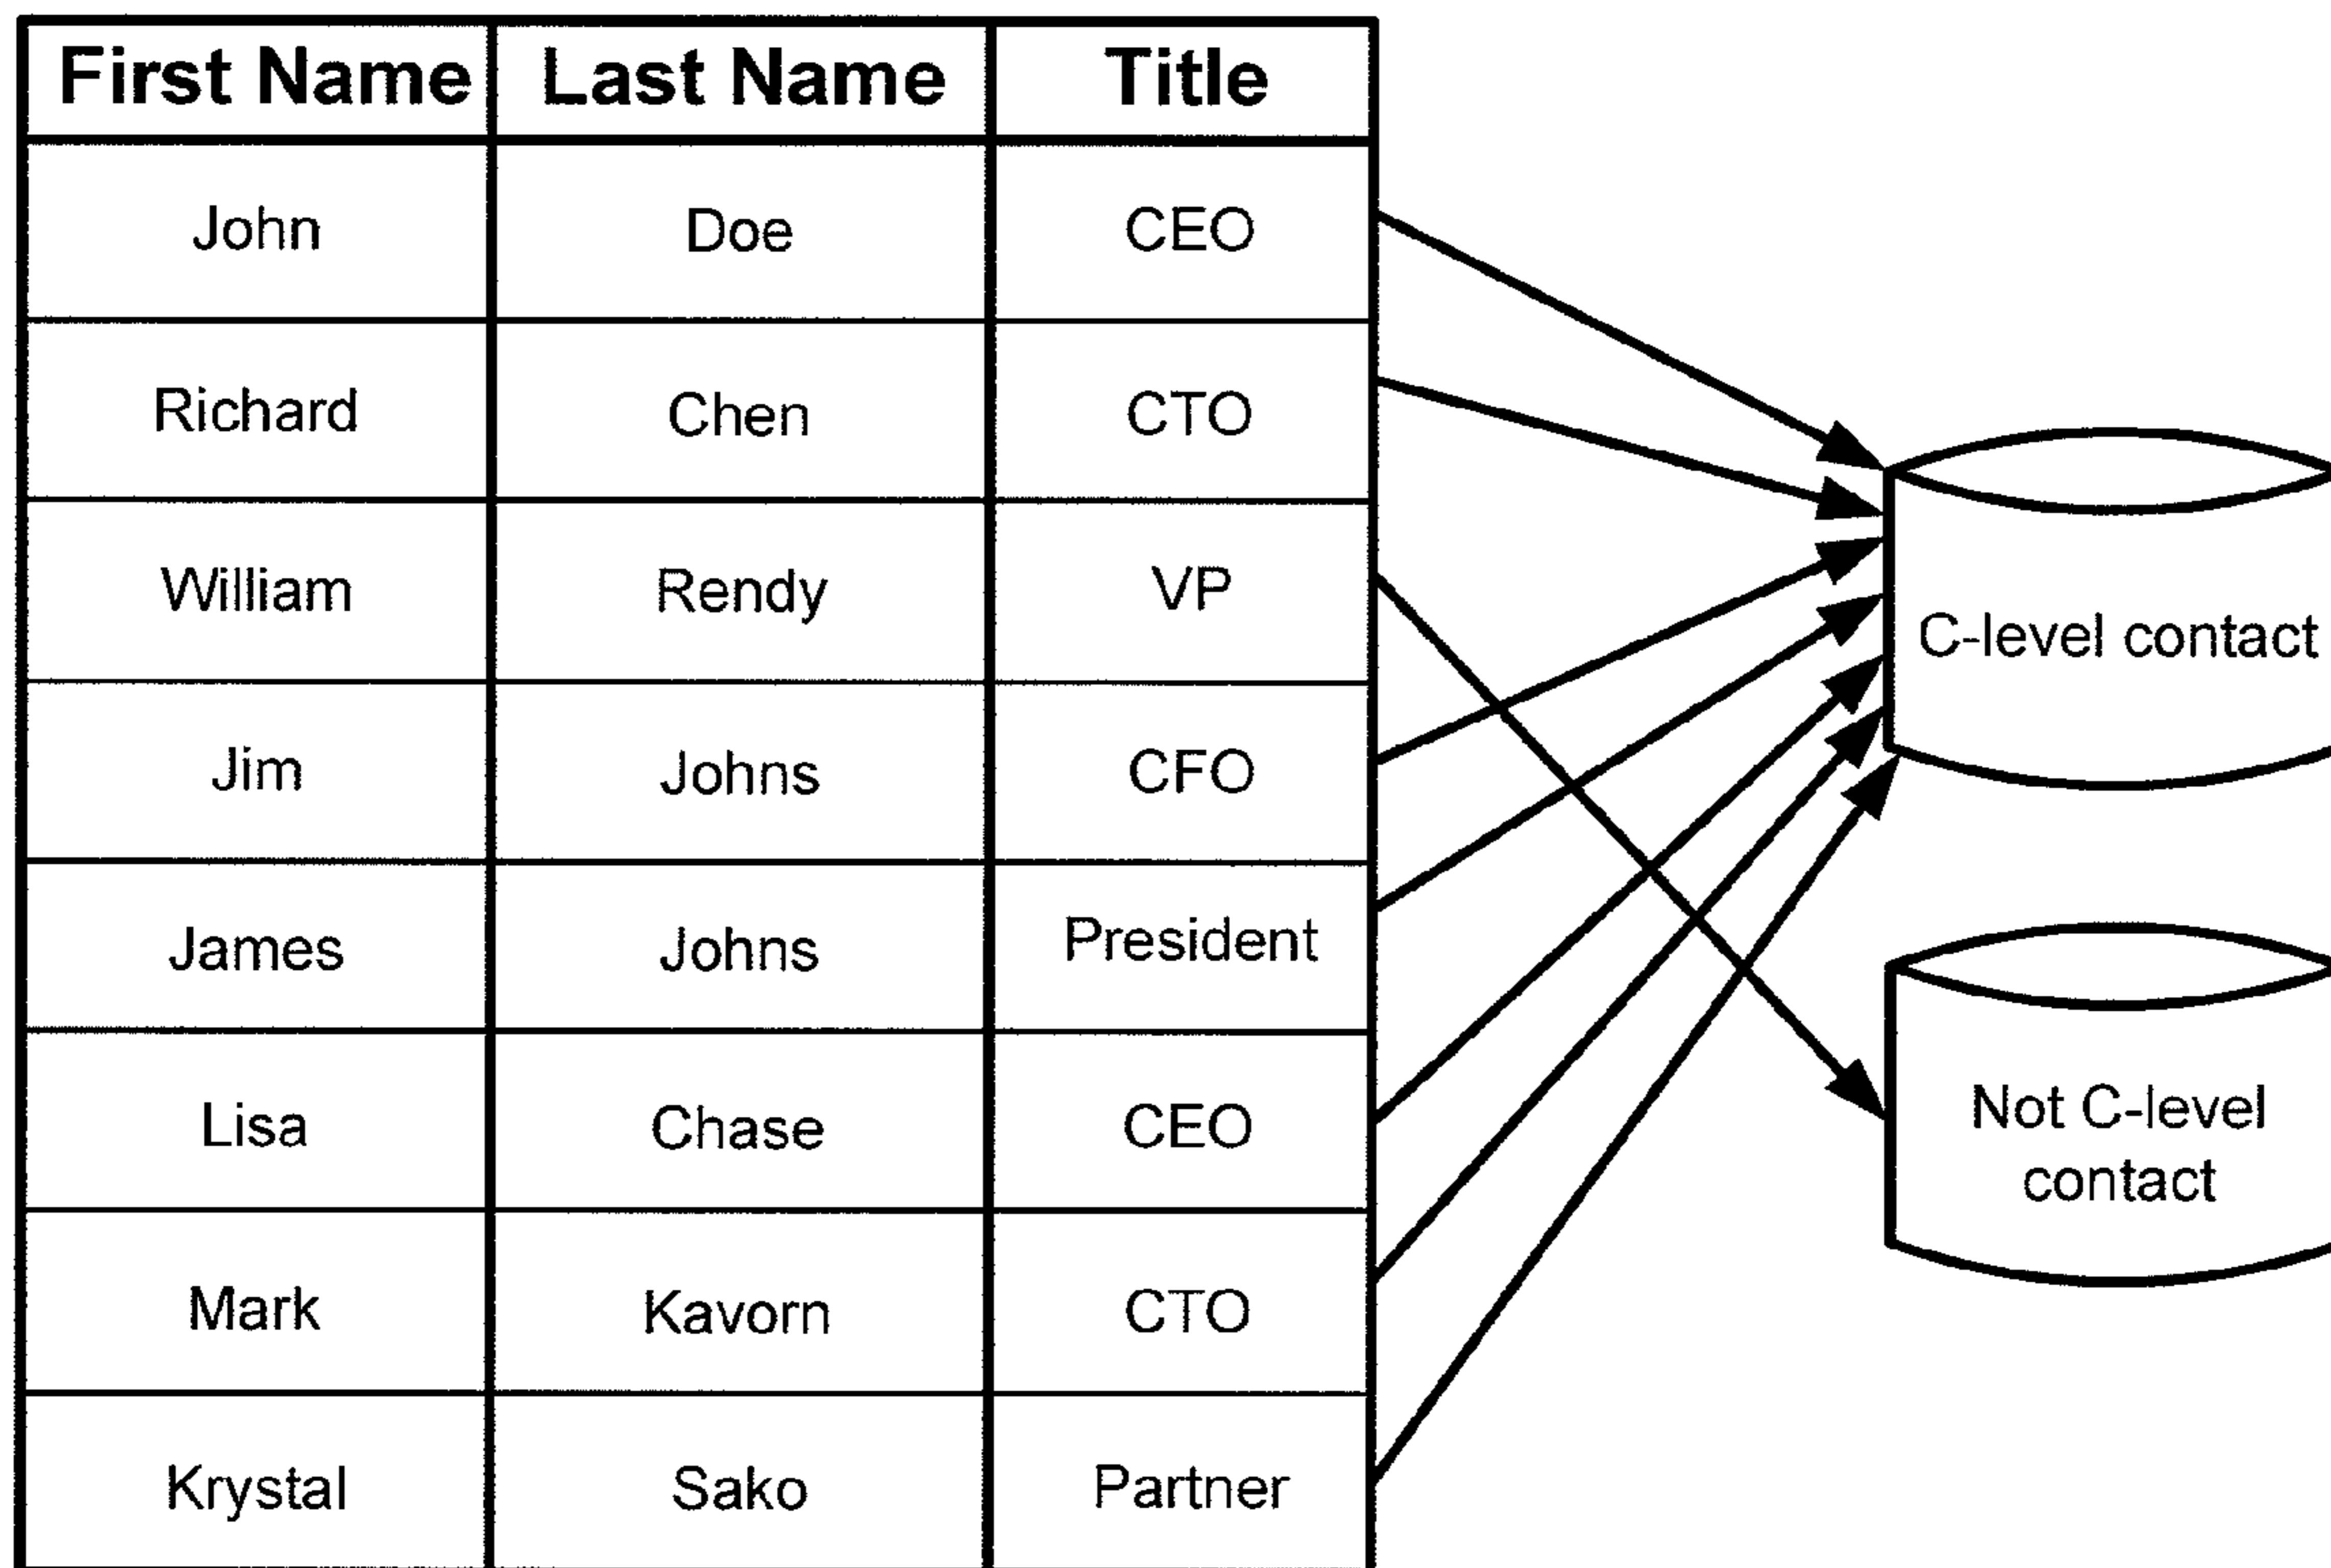 First Name Last Name Title
John Doe CEO
Richard Chen CTO
William Rendy VP
Jim Johns CFO
James Johns President
Lisa Chase CEO
Mark Kavorn CTO
Krystal Sako Partner
C-level contact
Not C-level
contact